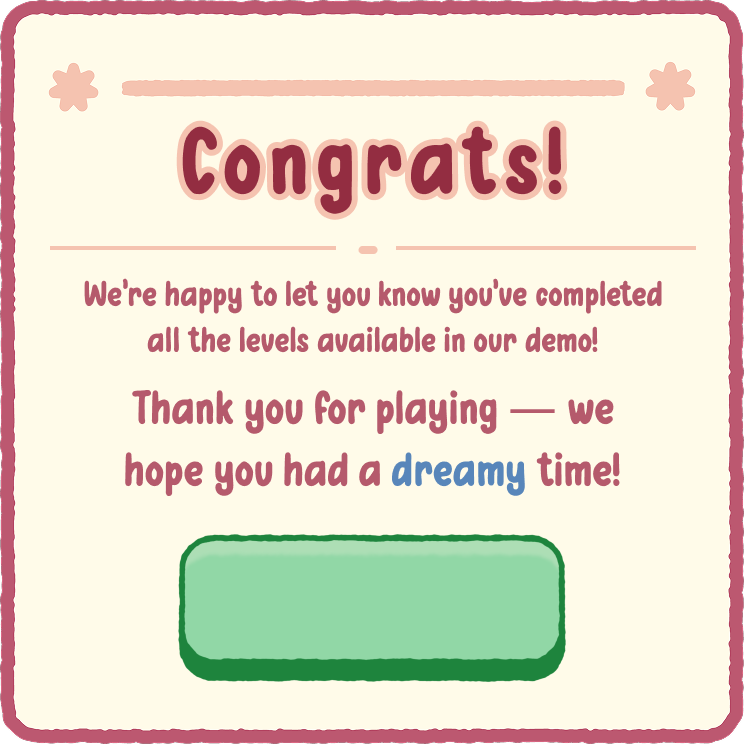 Congrats!
We're happy to let you know you've completed
all the levels available in our demo!
Thank you for playing — we
hope you had a dreamy time!